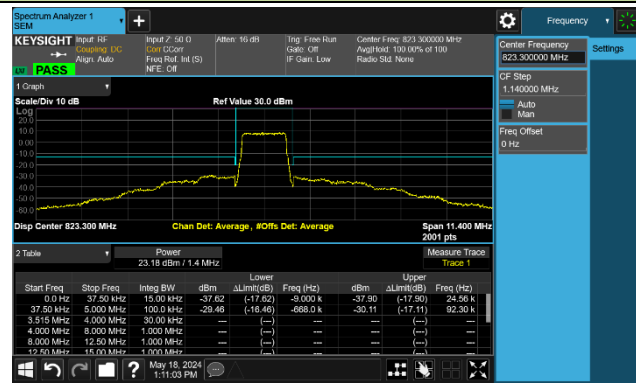 Spectrum Analyzer 1
SEM
Frequency
KEYSIGHT
Input: RF
Coupling: DC
Align: Auto
Input Z: 50 Ω
Corr CCorr
Freq Ref: Int (S)
NFE: Off
Atten: 16 dB
Trig: Free Run
Gate: Off
IF Gain: Low
Center Freq: 823.300000 MHz
Avg|Hold: 100.00% of 100
Radio Std: None
PASS
Center Frequency
823.300000 MHz
Settings
CF Step
1.140000 MHz
Auto
Man
Freq Offset
0 Hz
1 Graph
Scale/Div 10 dB
Ref Value 30.0 dBm
Log
20.0
10.0
0.00
-10.0
-20.0
-30.0
-40.0
-50.0
-60.0
Disp Center 823.300 MHz
Chan Det: Average, #Offs Det: Average
Span 11.400 MHz
2001 pts
2 Table
Power
23.18 dBm / 1.4 MHz
Measure Trace
Trace 1
Lower Upper
Start Freq Stop Freq Integ BW dBm ΔLimit(dB) Freq (Hz) dBm ΔLimit(dB) Freq (Hz)
0.0 Hz 37.50 kHz 15.00 kHz -37.62 (-17.62) -9.000 k -37.90 (-17.90) 24.56 k
37.50 kHz 5.000 MHz 100.0 kHz -29.46 (-16.46) -668.0 k -30.11 (-17.11) 92.30 k
3.515 MHz 4.000 MHz 30.00 kHz --- (---) --- --- (---) ---
4.000 MHz 8.000 MHz 1.000 MHz --- (---) --- --- (---) ---
8.000 MHz 12.50 MHz 1.000 MHz --- (---) --- --- (---) ---
12.50 MHz 15.00 MHz 1.000 MHz --- (---) --- --- (---) ---
?
May 18, 2024
1:11:03 PM